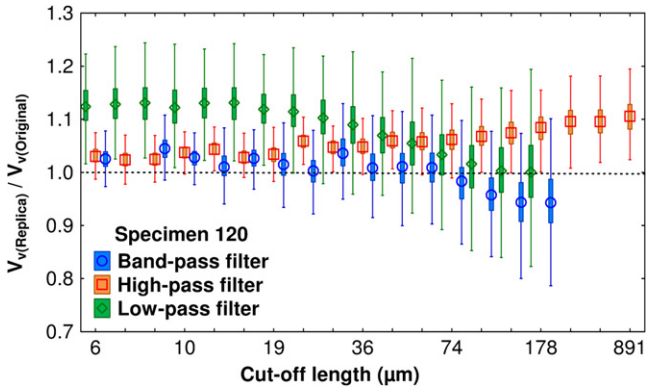 1.3
1.2
1.1
1.0
0.9
0.8
0.7
Vv(Replica) / Vv(Original)
Specimen 120
Band-pass filter
High-pass filter
Low-pass filter
6 10 19 36 74 178 891
Cut-off length (µm)